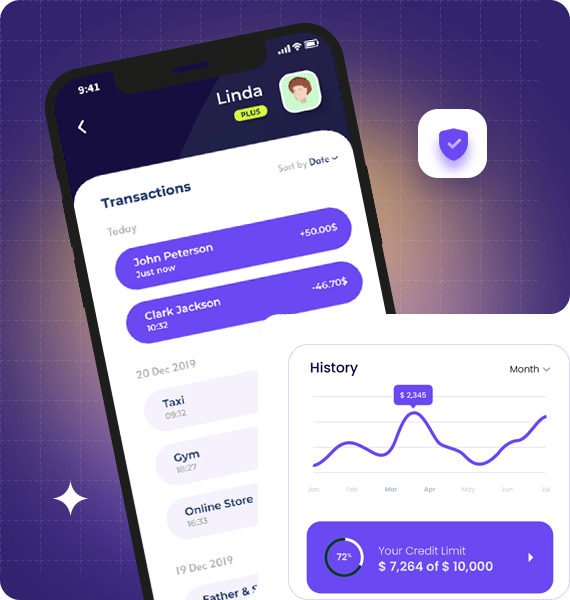 9:41
Linda
PLUS
Transactions
Sort by Date
Today
John Peterson
Just now
+50.00$
Clark Jackson
10:32
-46.70$
20 Dec 2019
Taxi
09:12
Gym
18:27
Online Store
16:33
19 Dec 2019
Father &
History
Month
$ 2,345
Jan Feb Mar Apr May Jun Jul
72%
Your Credit Limit
$ 7,264 of $ 10,000